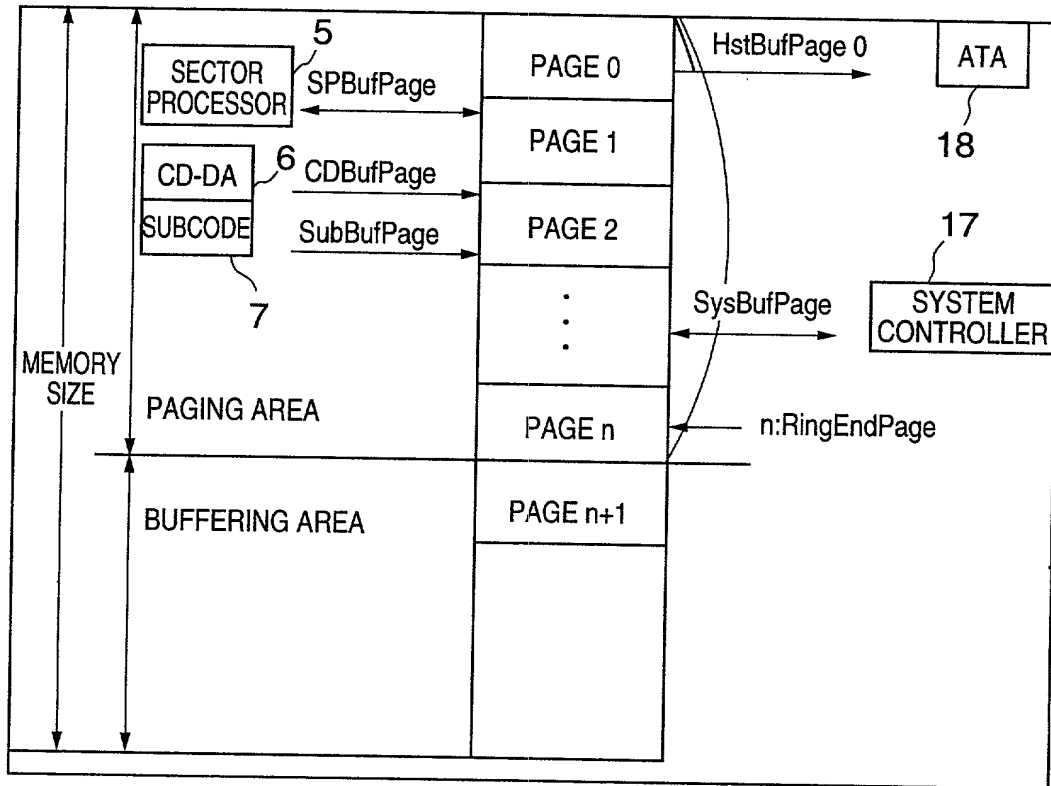 5
SECTOR
PROCESSOR
SPBufPage
PAGE 0
HstBufPage 0
ATA
18
PAGE 1
6
CD-DA
CDBufPage
SUBCODE
SubBufPage
7
PAGE 2
17
SysBufPage
SYSTEM
CONTROLLER
MEMORY
SIZE
PAGING AREA
PAGE n
n:RingEndPage
BUFFERING AREA
PAGE n+1